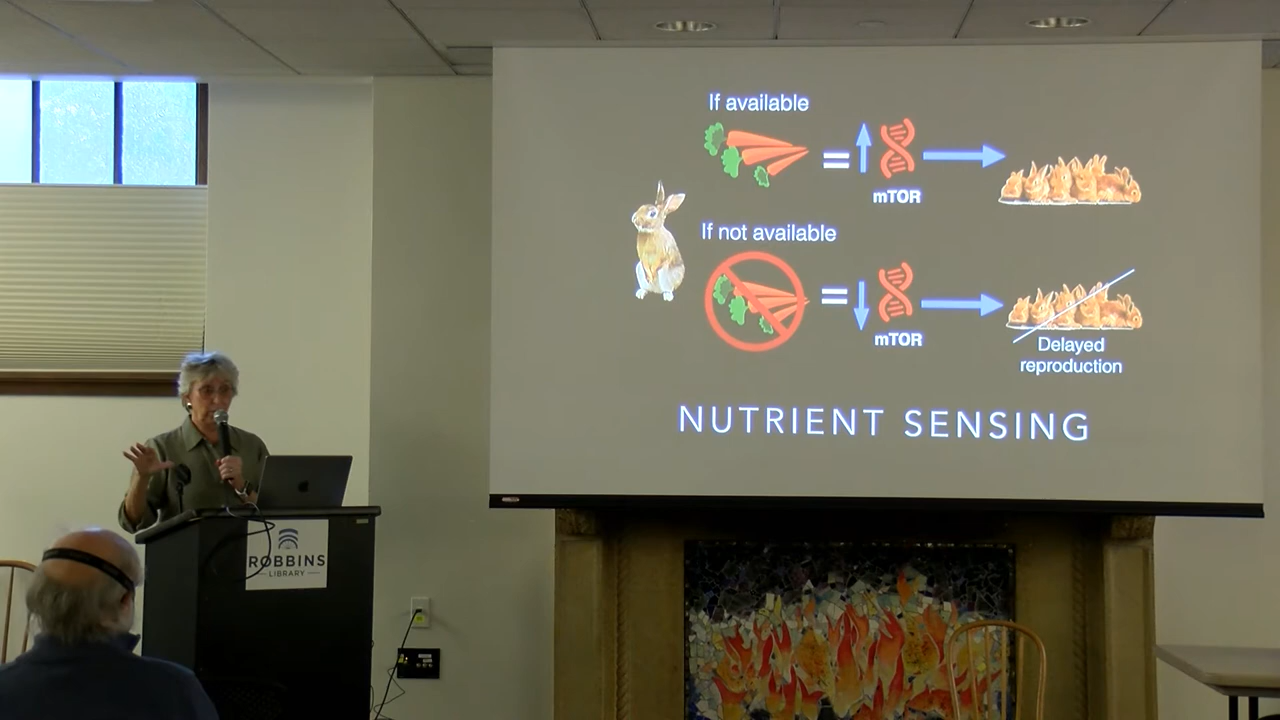 If available
mTOR
If not available
mTOR
Delayed
reproduction
NUTRIENT SENSING
ROBBINS
LIBRARY